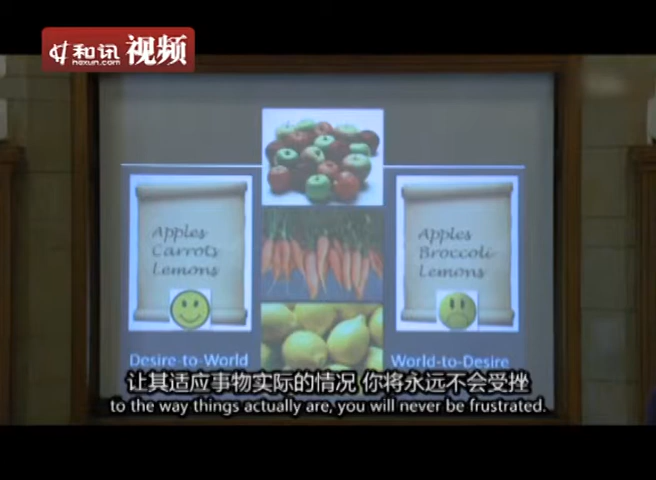 和讯 视频
hexun.com
Apples
Carrots
Lemons
Apples
Broccoli
Lemons
Desire-to-World
World-to-Desire
让其适应事物实际的情况 你将永远不会受挫
to the way things actually are, you will never be frustrated.